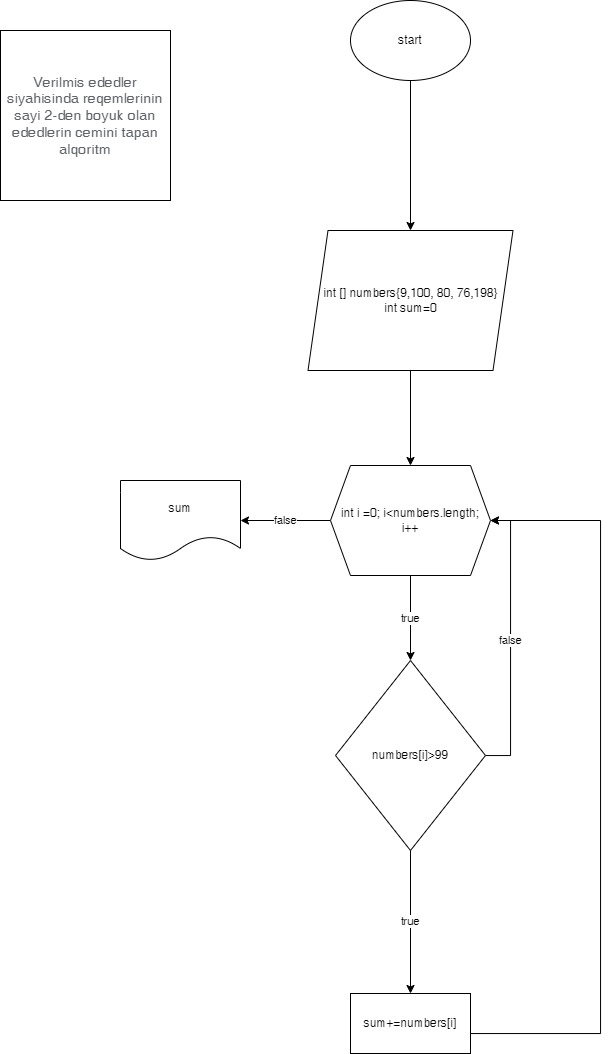 start
Verilmis ededler
siyahisinda reqemlerinin
sayi 2-den boyuk olan
ededlerin cemini tapan
alqoritm
int [] numbers{9,100, 80, 76,198}
int sum=0
sum
false
int i =0; i<numbers.length;
i++
true
false
numbers[i]>99
true
sum+=numbers[i]